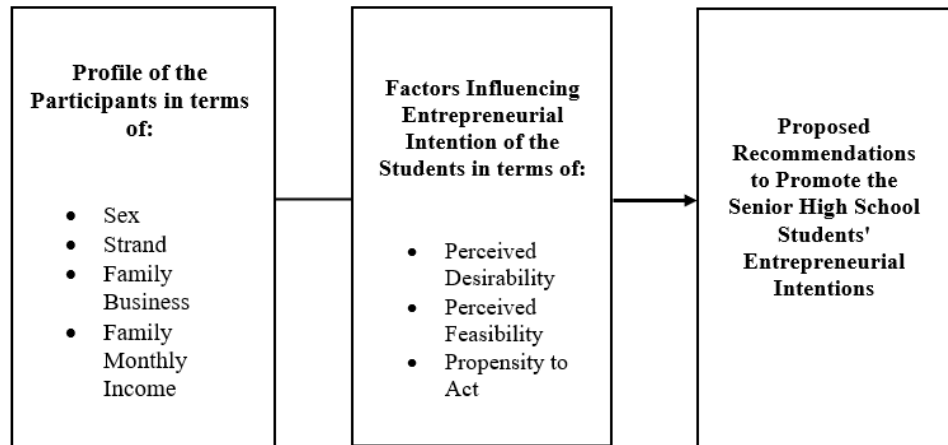 Profile of the
Participants in terms
of:
• Sex
• Strand
• Family
Business
• Family
Monthly
Income
Factors Influencing
Entrepreneurial
Intention of the
Students in terms of:
• Perceived
Desirability
• Perceived
Feasibility
• Propensity to
Act
Proposed
Recommendations
to Promote the
Senior High School
Students'
Entrepreneurial
Intentions